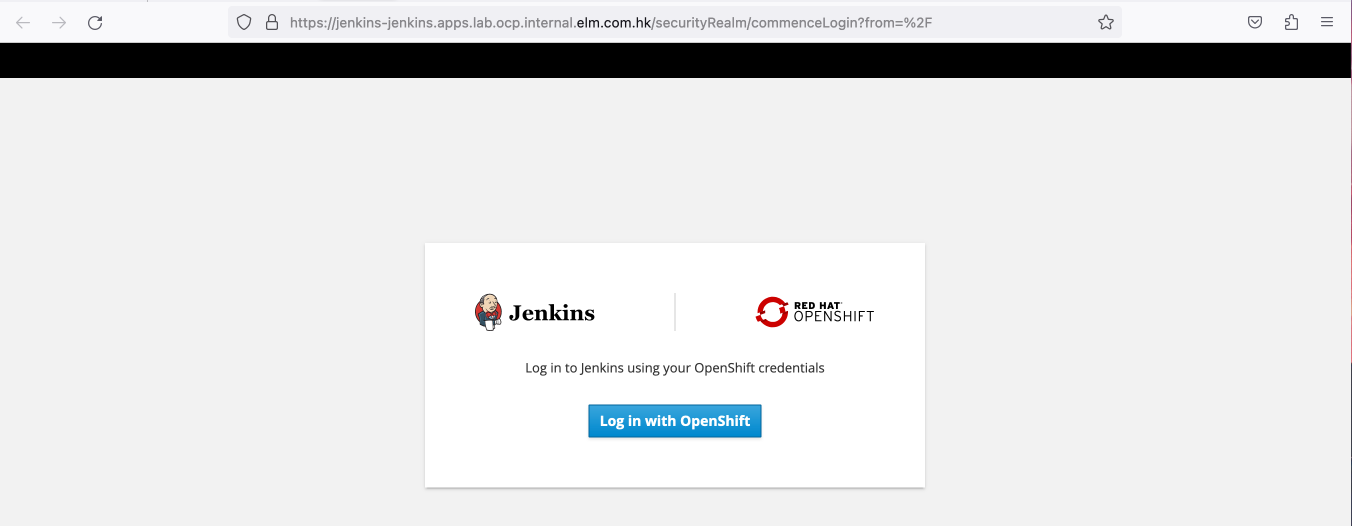 https://jenkins-jenkins.apps.lab.ocp.internal.elm.com.hk/securityRealm/commenceLogin?from=%2F
Jenkins
RED HAT
OPENSHIFT
Log in to Jenkins using your OpenShift credentials
Log in with OpenShift